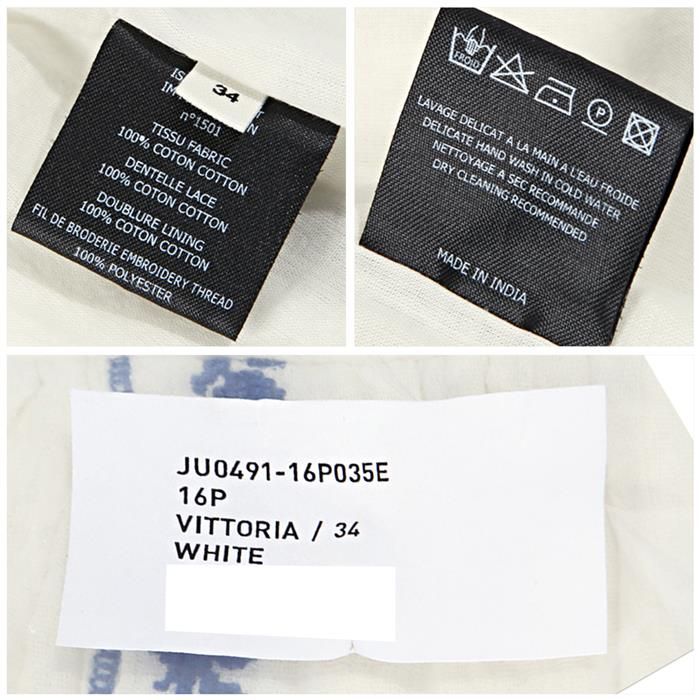 34
n°1501
TISSU FABRIC
100% COTON COTTON
DENTELLE LACE
100% COTON COTTON
DOUBLURE LINING
100% COTON COTTON
FIL DE BRODERIE EMBROIDERY THREAD
100% POLYESTER
FROID
P
LAVAGE DELICAT A LA MAIN A L'EAU FROIDE
DELICATE HAND WASH IN COLD WATER
NETTOYAGE A SEC RECOMMANDE
DRY CLEANING RECOMMENDED
MADE IN INDIA
JU0491-16P035E
16P
VITTORIA / 34
WHITE